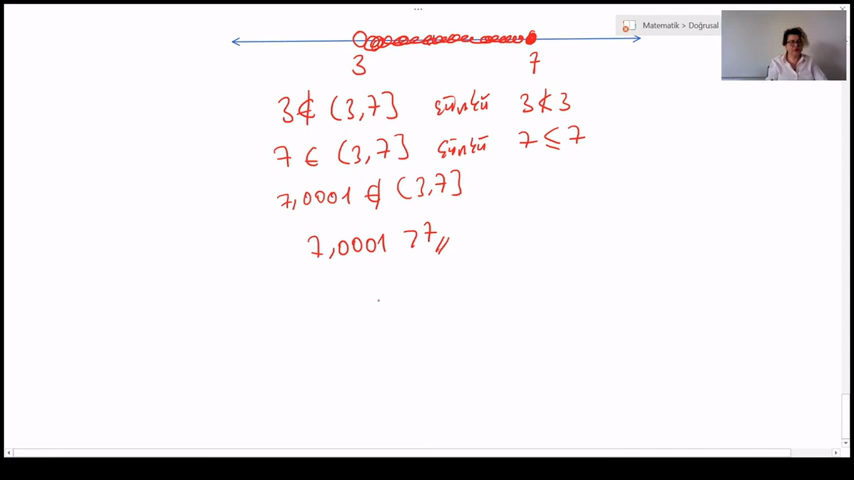 Matematik > Doğrusal
3 7
3 ∉ (3,7] çünkü 3 ≮ 3
7 ∈ (3,7] çünkü 7 ⩽ 7
7,0001 ∉ (3,7]
7,0001 > 7 //